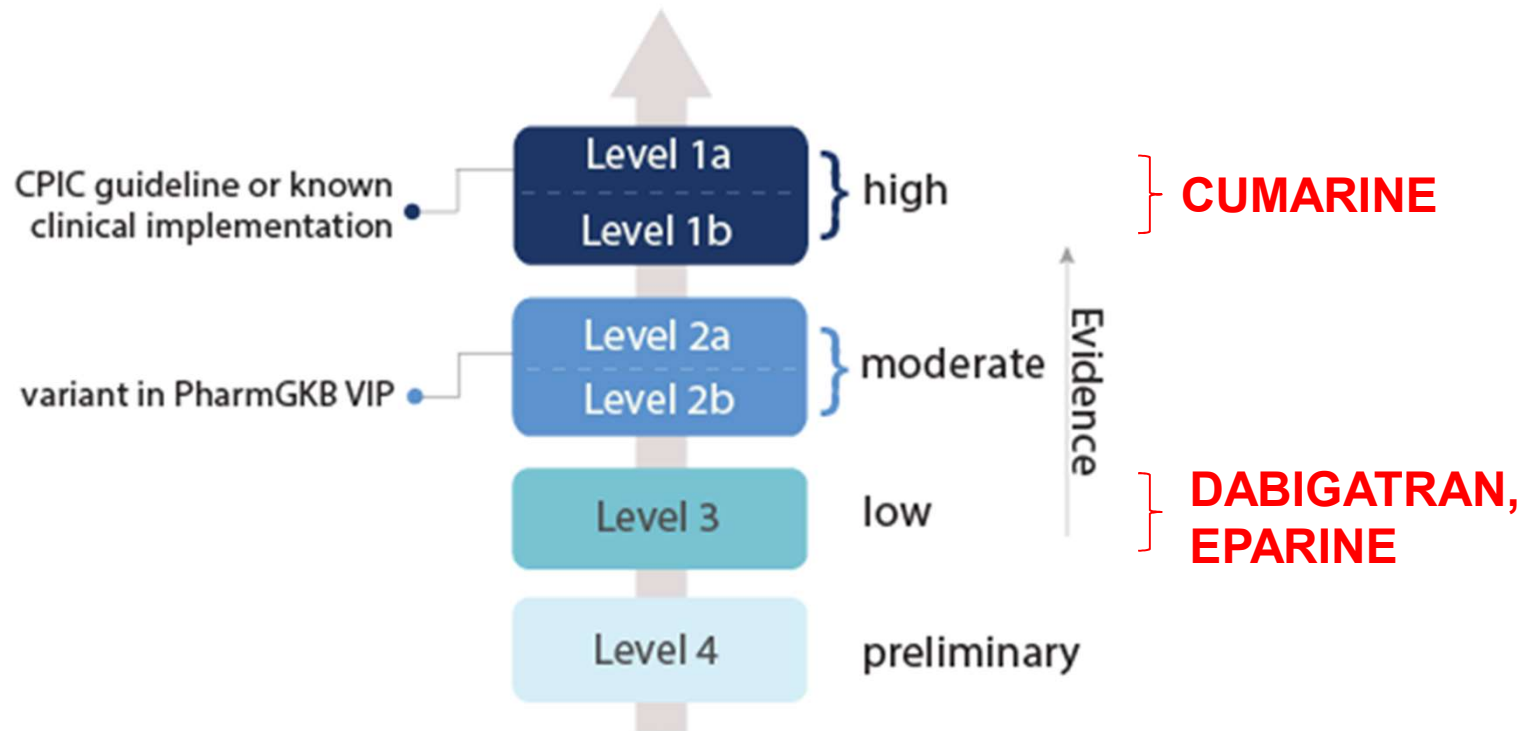 Level 1a
CPIC guideline or known
clinical implementation
high
CUMARINE
Level 1b
Level 2a
variant in PharmGKB VIP
moderate
Level 2b
Evidence
Level 3
low
DABIGATRAN,
EPARINE
Level 4
preliminary